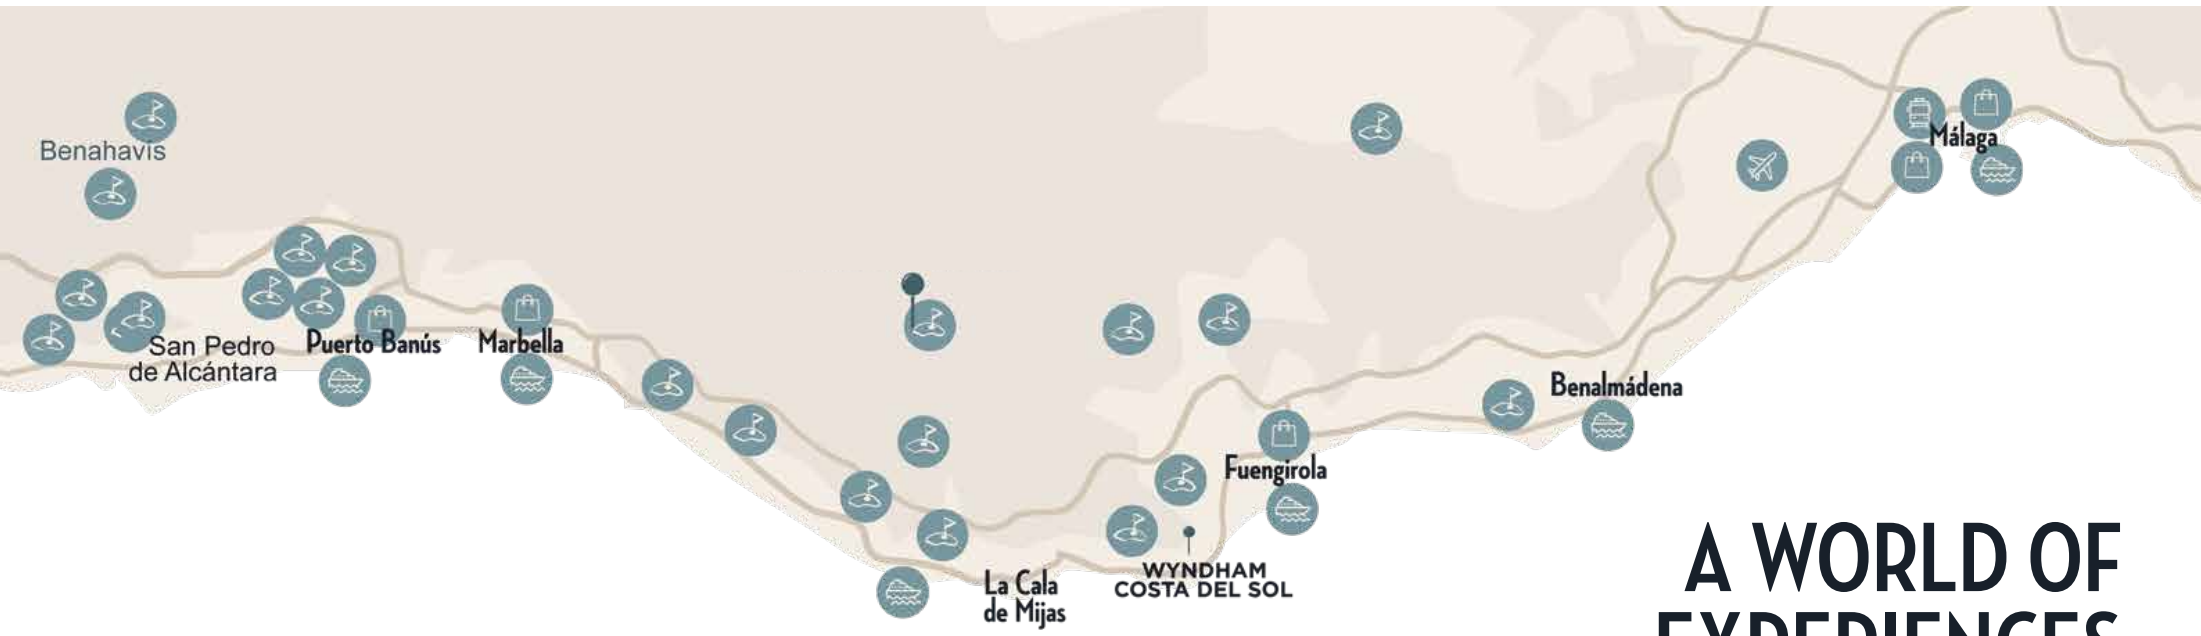 Málaga
Benahavis
San Pedro
de Alcántara
Puerto Banús
Marbella
Benalmádena
Fuengirola
WYNDHAM
COSTA DEL SOL
La Cala
de Mijas
A WORLD OF
EXPERIENCES